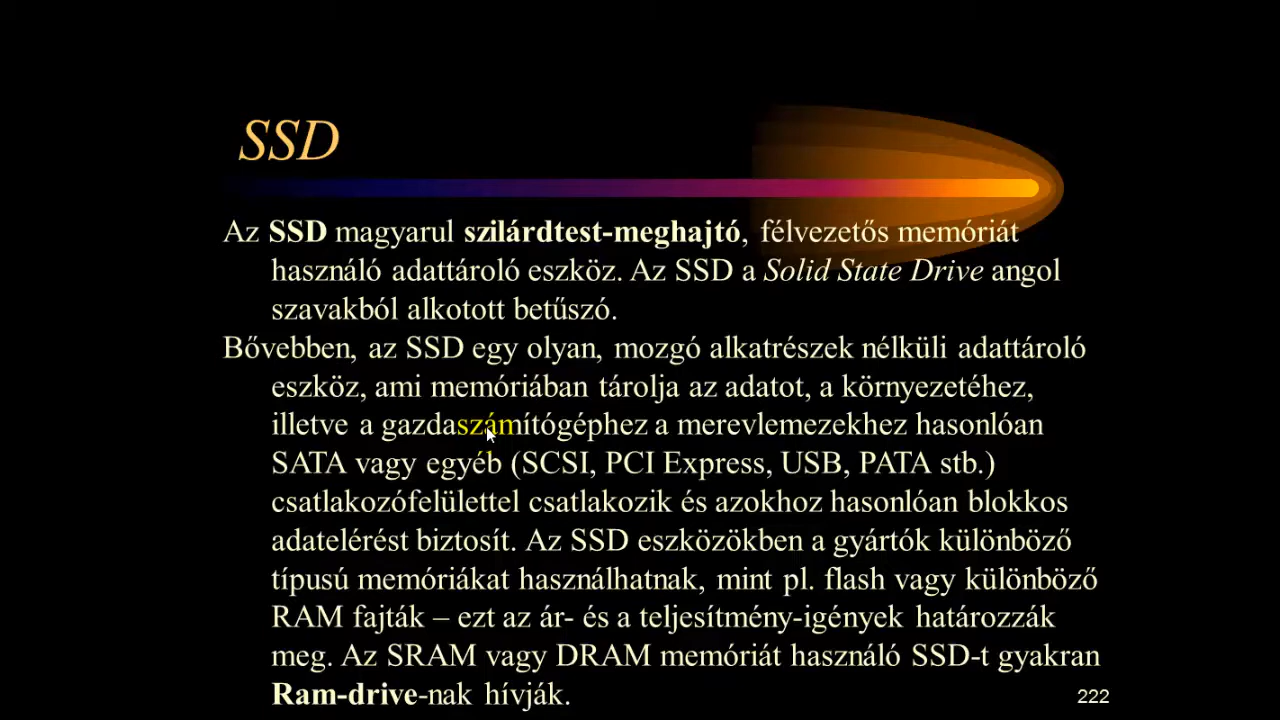 SSD
Az SSD magyarul szilárdtest-meghajtó, félvezetős memóriát
használó adattároló eszköz. Az SSD a Solid State Drive angol
szavakból alkotott betűszó.
Bővebben, az SSD egy olyan, mozgó alkatrészek nélküli adattároló
eszköz, ami memóriában tárolja az adatot, a környezetéhez,
illetve a gazdaszámítógéphez a merevlemezekhez hasonlóan
SATA vagy egyéb (SCSI, PCI Express, USB, PATA stb.)
csatlakozófelülettel csatlakozik és azokhoz hasonlóan blokkos
adatelérést biztosít. Az SSD eszközökben a gyártók különböző
típusú memóriákat használhatnak, mint pl. flash vagy különböző
RAM fajták – ezt az ár- és a teljesítmény-igények határozzák
meg. Az SRAM vagy DRAM memóriát használó SSD-t gyakran
Ram-drive-nak hívják.
222